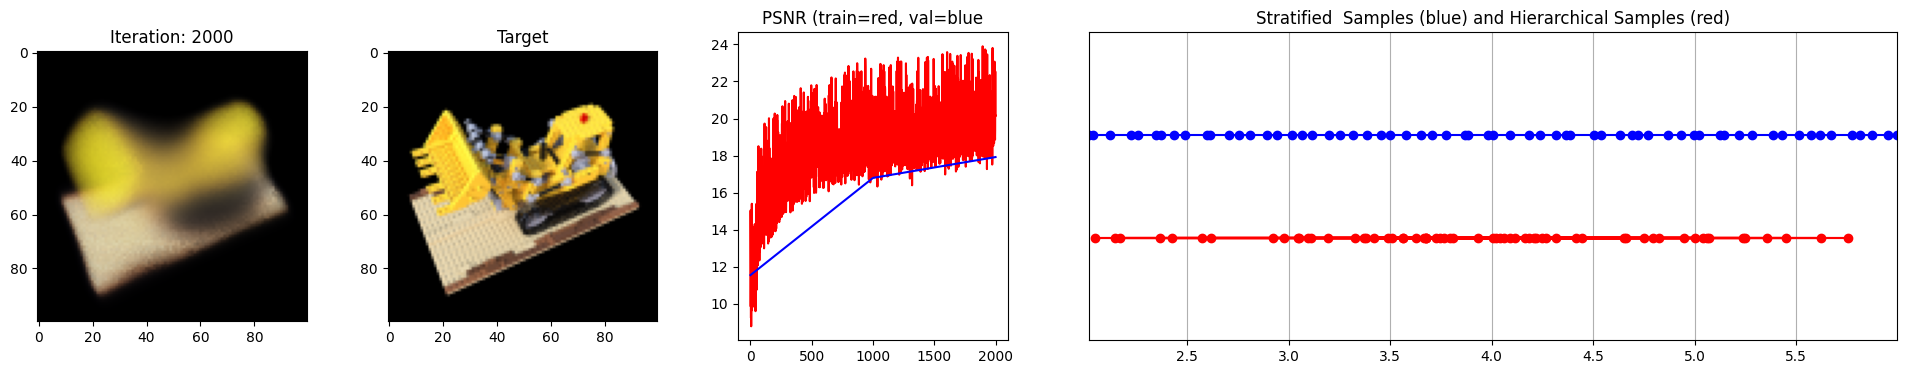 Iteration: 2000
0
20
40
60
80
0 20 40 60 80
Target
0
20
40
60
80
0 20 40 60 80
PSNR (train=red, val=blue
24
22
20
18
16
14
12
10
0 500 1000 1500 2000
Stratified  Samples (blue) and Hierarchical Samples (red)
2.5 3.0 3.5 4.0 4.5 5.0 5.5